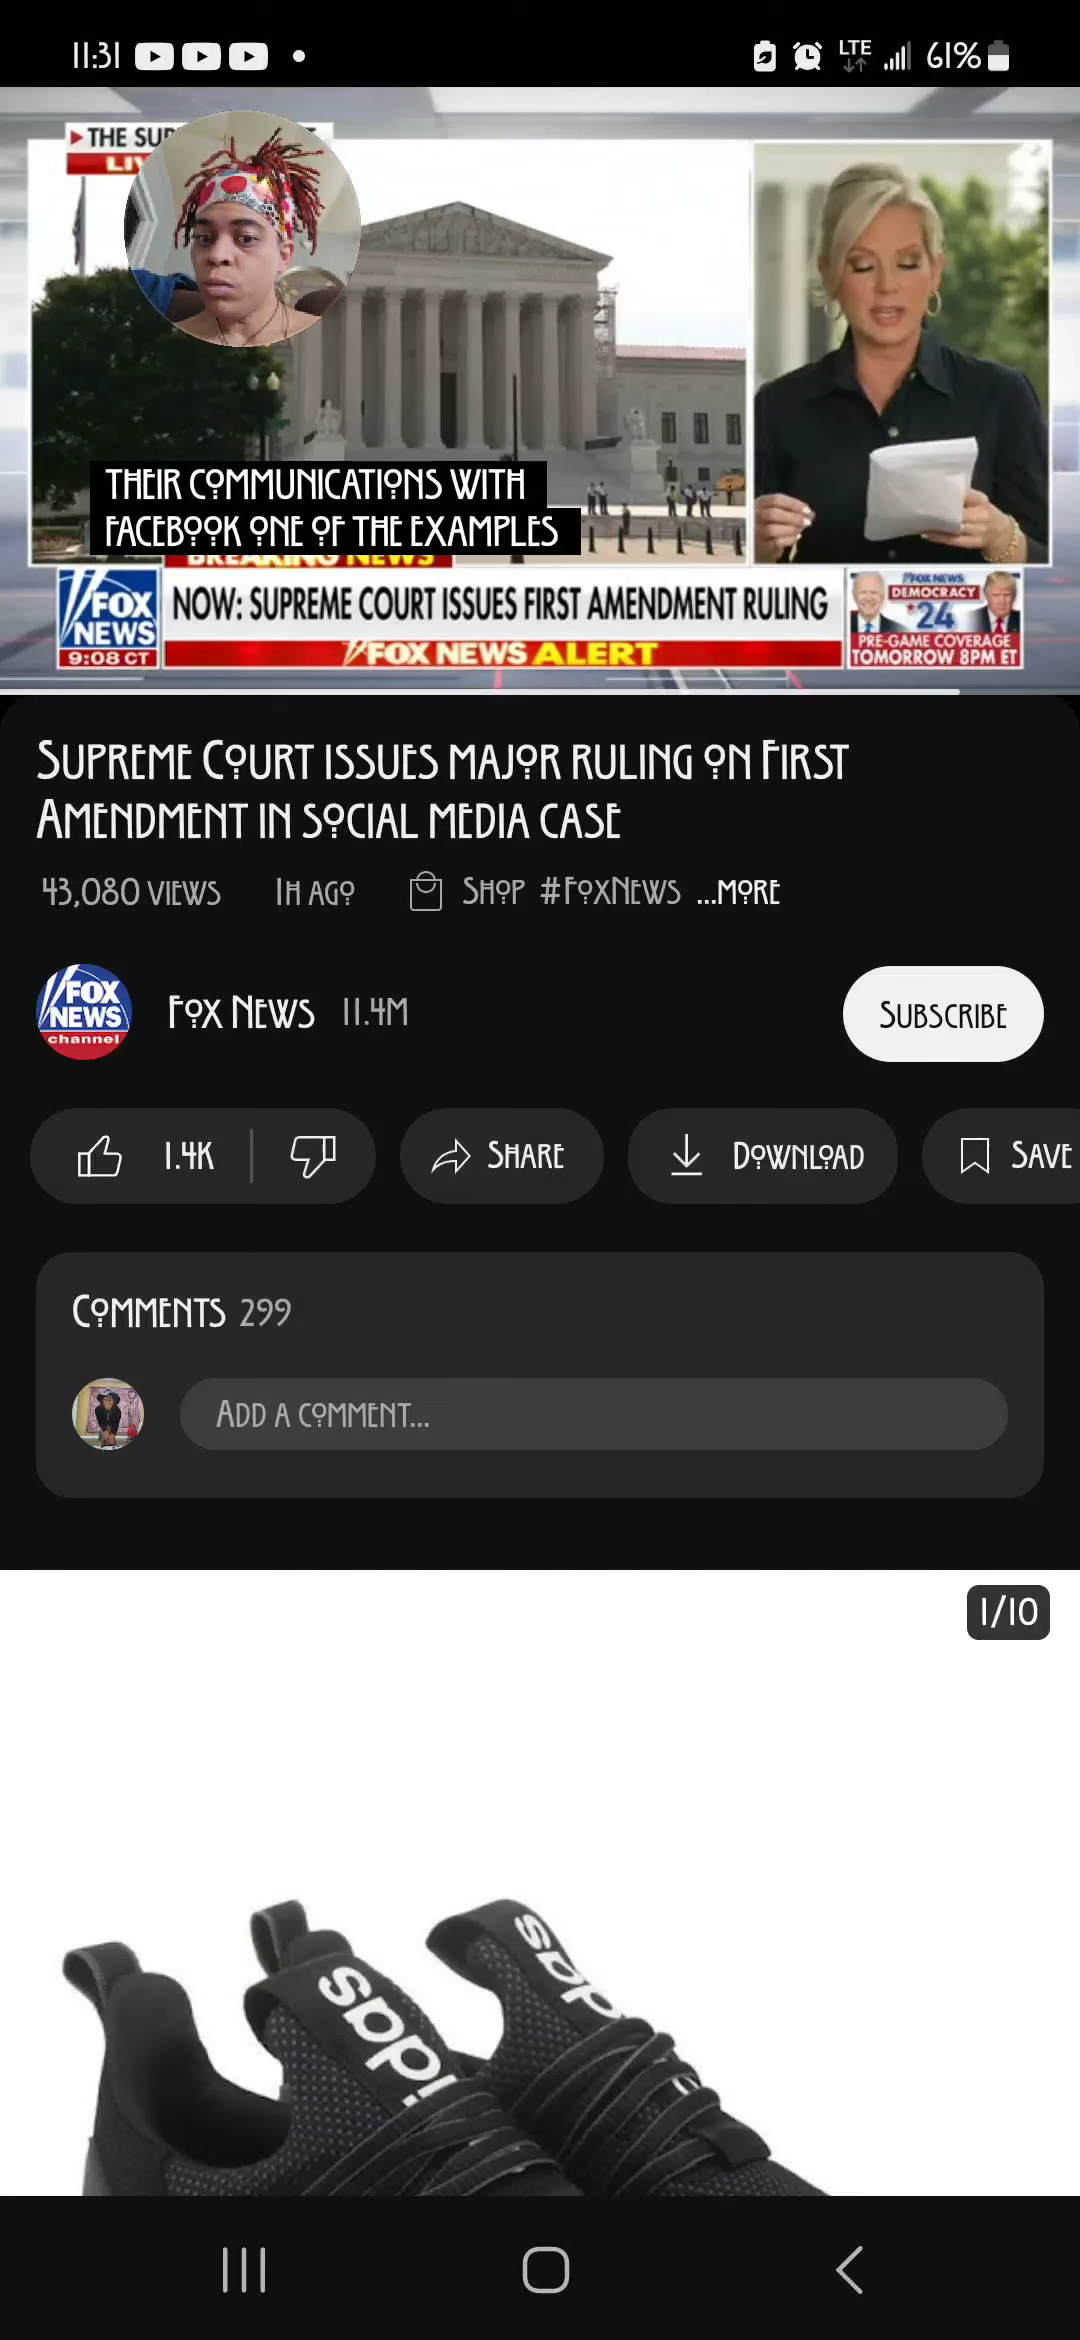 11:31
LTE
61%
THE SUP
LIV
THEIR COMMUNICATIONS WITH
FACEBOOK ONE OF THE EXAMPLES
BREAKING NEWS
FOX
NEWS
9:08 CT
NOW: SUPREME COURT ISSUES FIRST AMENDMENT RULING
FOX NEWS ALERT
FOX NEWS
DEMOCRACY
'24
PRE-GAME COVERAGE
TOMORROW 8PM ET
SUPREME COURT ISSUES MAJOR RULING ON FIRST
AMENDMENT IN SOCIAL MEDIA CASE
43,080 VIEWS 1H AGO SHOP #FOXNEWS ...MORE
FOX
NEWS
channel
FOX NEWS 11.4M
SUBSCRIBE
1.4K
SHARE
DOWNLOAD
SAVE
COMMENTS 299
ADD A COMMENT...
1/10
idas
das